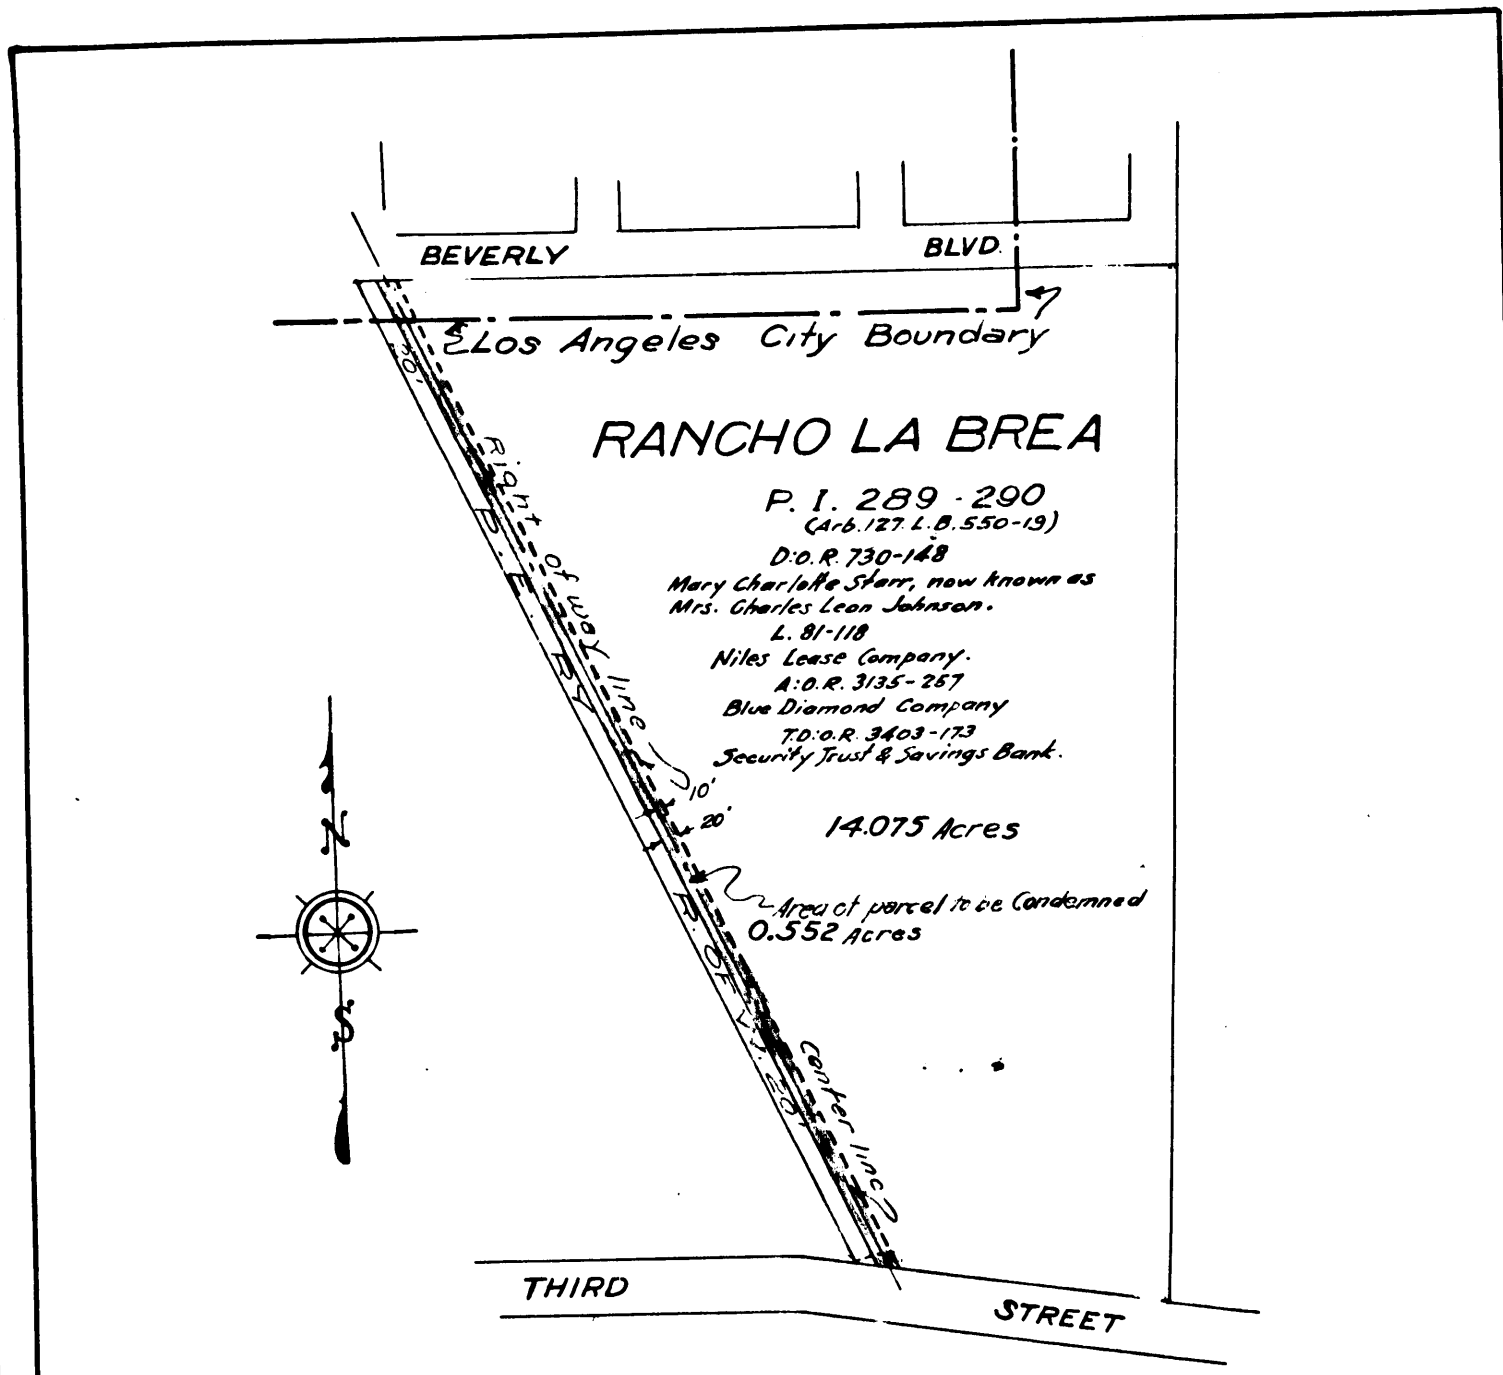 BEVERLY BLVD.
Los Angeles City Boundary
RANCHO LA BREA
P. I. 289 - 290
(Arb. 127. L.B. 550-19)
D:O.R. 730-148
Mary Charlotte Starr, now known as
Mrs. Charles Leon Johnson.
L. 81-118
Niles Lease Company.
A:O.R. 3135-267
Blue Diamond Company
T.D:O.R. 3403-173
Security Trust & Savings Bank.
14.075 Acres
Area of parcel to be Condemned
0.552 Acres
Right of way line
10'
20'
P. E. RY. R. OF W.
Center line
N
S
THIRD STREET